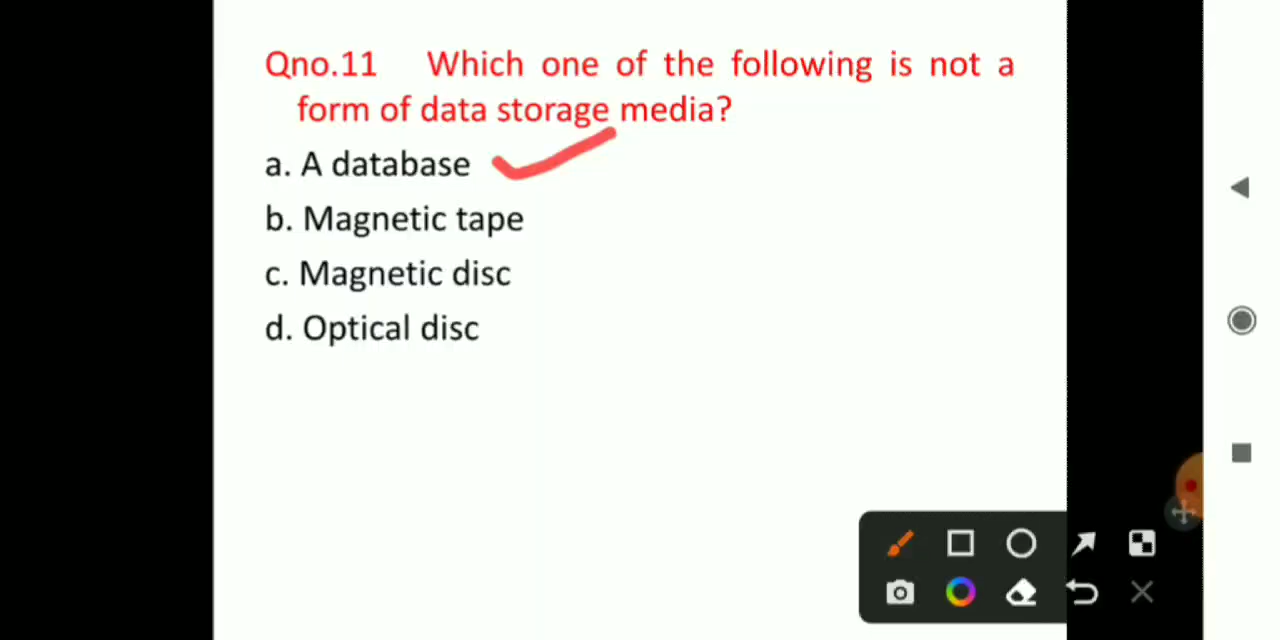 Qno.11 Which one of the following is not a
form of data storage media?
a. A database
b. Magnetic tape
c. Magnetic disc
d. Optical disc